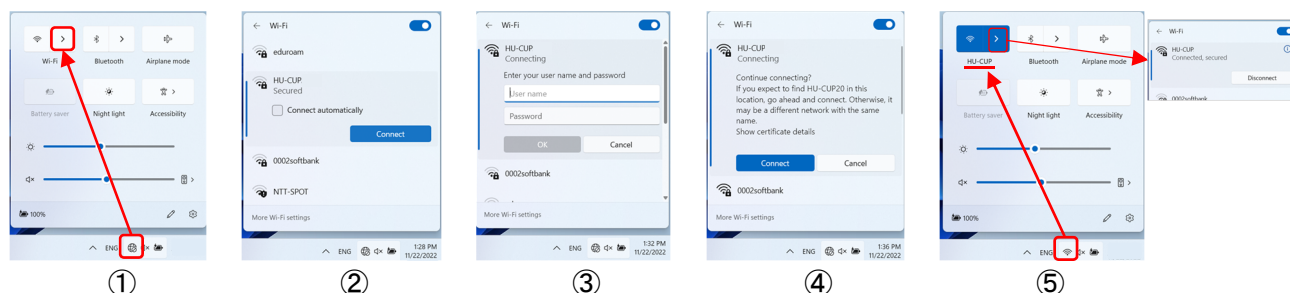 Wi-Fi
Bluetooth
Airplane mode
Battery saver
Night light
Accessibility
100%
ENG
①
Wi-Fi
eduroam
HU-CUP
Secured
Connect automatically
Connect
0002softbank
NTT-SPOT
More Wi-Fi settings
ENG
1:28 PM
11/22/2022
②
Wi-Fi
HU-CUP
Connecting
Enter your user name and password
User name
Password
OK
Cancel
0002softbank
More Wi-Fi settings
ENG
1:32 PM
11/22/2022
③
Wi-Fi
HU-CUP
Connecting
Continue connecting?
If you expect to find HU-CUP20 in this
location, go ahead and connect. Otherwise, it
may be a different network with the same
name.
Show certificate details
Connect
Cancel
0002softbank
More Wi-Fi settings
ENG
1:36 PM
11/22/2022
④
HU-CUP
Bluetooth
Airplane mode
Battery saver
Night light
Accessibility
100%
ENG
⑤
Wi-Fi
HU-CUP
Connected, secured
Disconnect
0002softbank